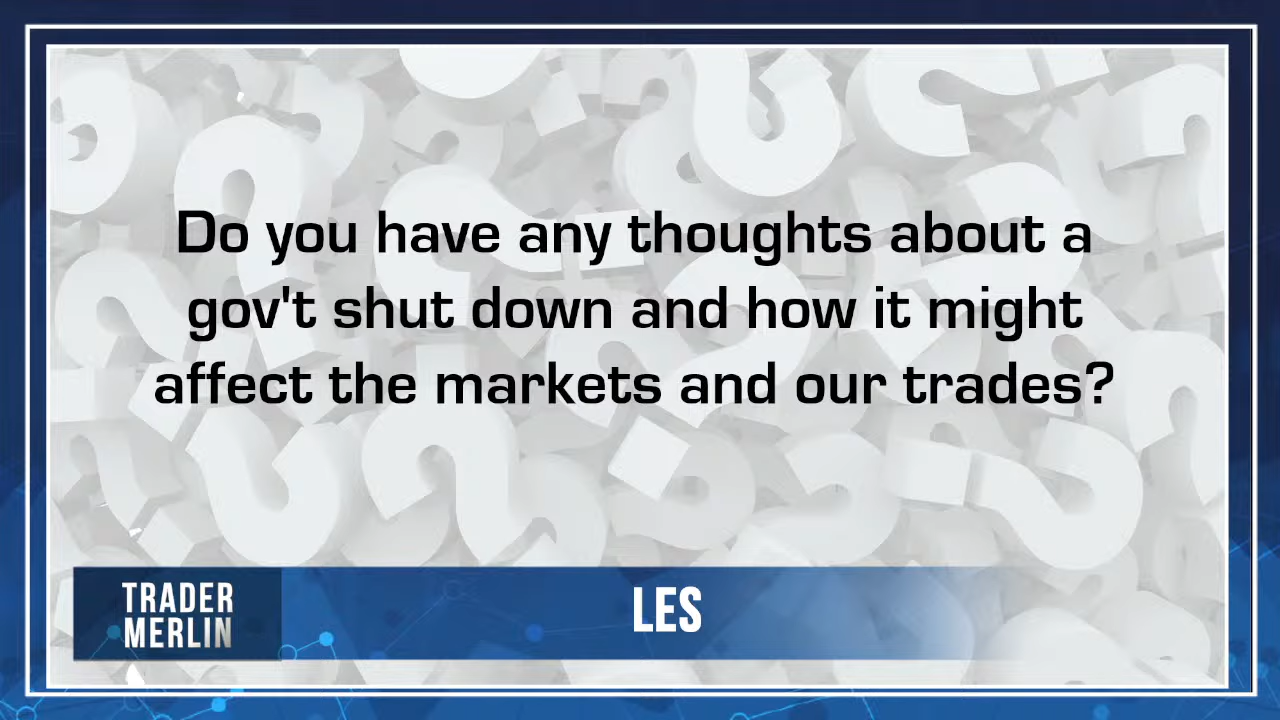 Do you have any thoughts about a
gov't shut down and how it might
affect the markets and our trades?
TRADER
MERLIN
LES